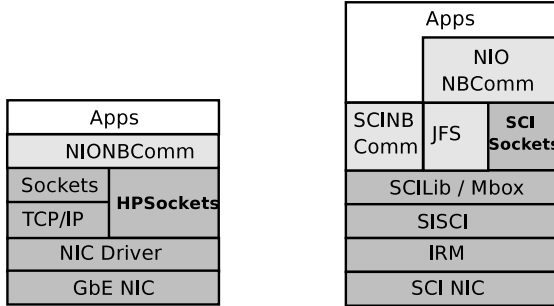 Apps
NIONBComm
Sockets
HPSockets
TCP/IP
NIC Driver
GbE NIC
Apps
NIO
NBComm
SCINB
Comm
JFS
SCI
Sockets
SCILib / Mbox
SISCI
IRM
SCI NIC